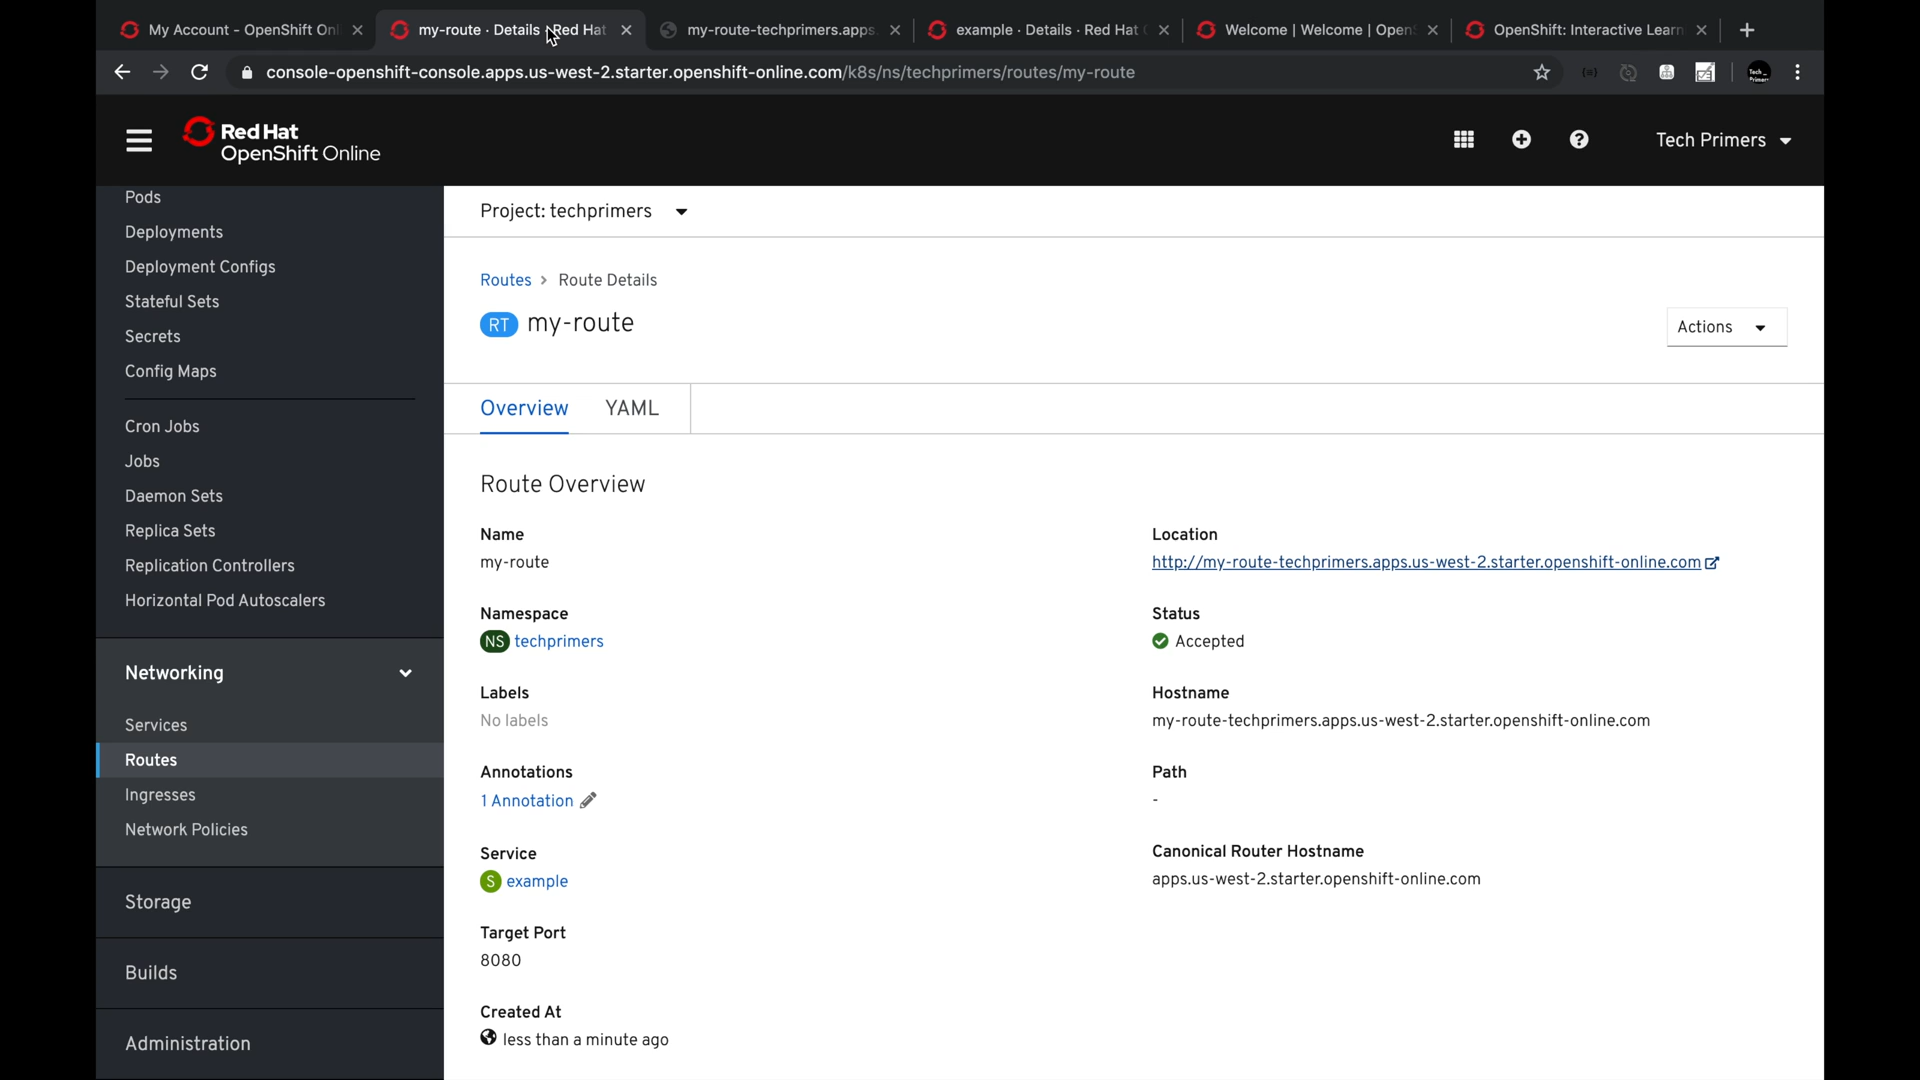 My Account - OpenShift Onl
my-route · Details · Red Hat
my-route-techprimers.apps.
example · Details · Red Hat
Welcome | Welcome | Open
OpenShift: Interactive Learn
console-openshift-console.apps.us-west-2.starter.openshift-online.com/k8s/ns/techprimers/routes/my-route
Red Hat
OpenShift Online
Tech Primers
Pods
Deployments
Deployment Configs
Stateful Sets
Secrets
Config Maps
Cron Jobs
Jobs
Daemon Sets
Replica Sets
Replication Controllers
Horizontal Pod Autoscalers
Networking
Services
Routes
Ingresses
Network Policies
Storage
Builds
Administration
Project: techprimers
Routes > Route Details
RT my-route
Actions
Overview YAML
Route Overview
Name
my-route
Namespace
NS techprimers
Labels
No labels
Annotations
1 Annotation
Service
S example
Target Port
8080
Created At
less than a minute ago
Location
http://my-route-techprimers.apps.us-west-2.starter.openshift-online.com
Status
Accepted
Hostname
my-route-techprimers.apps.us-west-2.starter.openshift-online.com
Path
-
Canonical Router Hostname
apps.us-west-2.starter.openshift-online.com